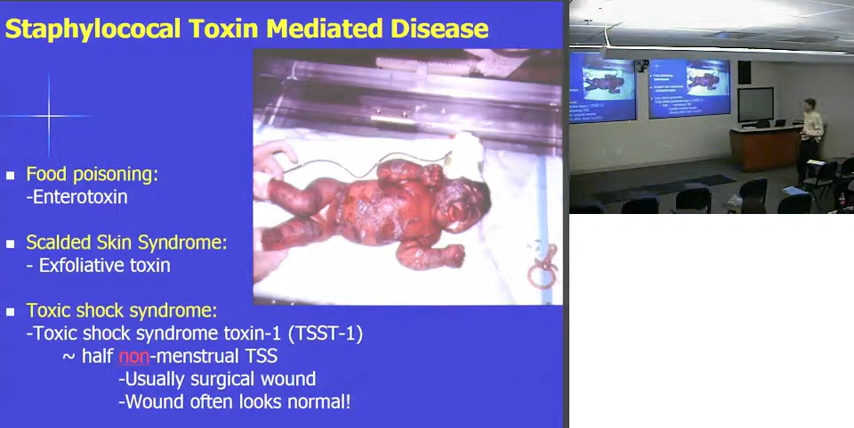 Staphylococal Toxin Mediated Disease
Food poisoning:
-Enterotoxin
Scalded Skin Syndrome:
- Exfoliative toxin
Toxic shock syndrome:
-Toxic shock syndrome toxin-1 (TSST-1)
~ half non-menstrual TSS
-Usually surgical wound
-Wound often looks normal!